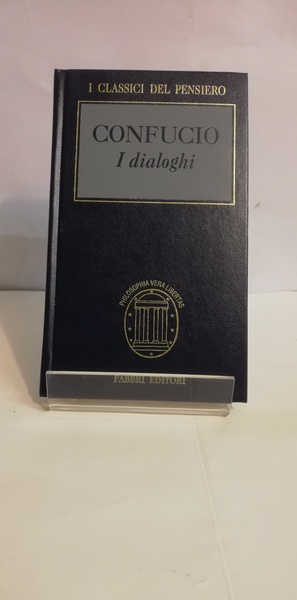 I CLASSICI DEL PENSIERO
CONFUCIO
I dialoghi
PHILOSOPHIA VERA LIBERTAS
FABBRI EDITORI